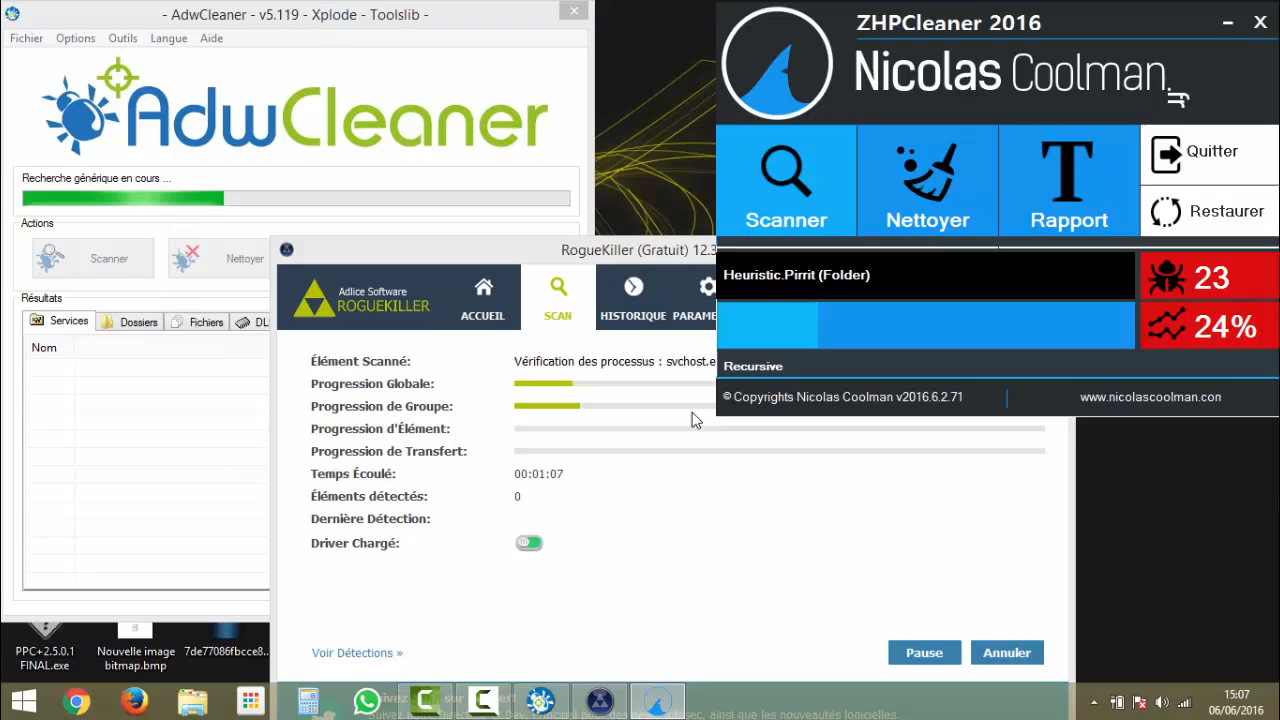 - AdwCleaner - v5.119 - Xplode - Toolslib -
Fichier Options Outils Langue Aide
AdwCleaner
Recherche générique en cours ...
Actions
Scanner
Nettoyer
Résultats
Services Dossiers Fichiers DL
Nom
ZHPCleaner 2016
Nicolas Coolman
Scanner
Nettoyer
Rapport
Quitter
Restaurer
Heuristic.Pirrit (Folder)
23
24%
Recursive
© Copyrights Nicolas Coolman v2016.6.2.71
www.nicolascoolman.com
RogueKiller (Gratuit) 12.3
Adlice Software
ROGUEKILLER
ACCUEIL
SCAN
HISTORIQUE
PARAME
Élément Scanné: Vérification des processus : svchost.e
Progression Globale:
Progression de Groupe:
Progression d'Élément:
Progression de Transfert:
Temps Écoulé: 00:01:07
Éléments détectés: 0
Dernière Détection:
Driver Chargé:
Voir Détections »
Pause
Annuler
PPC+2.5.0.1
FINAL.exe
Nouvelle image
bitmap.bmp
7de77086fbcce8...
15:07
06/06/2016